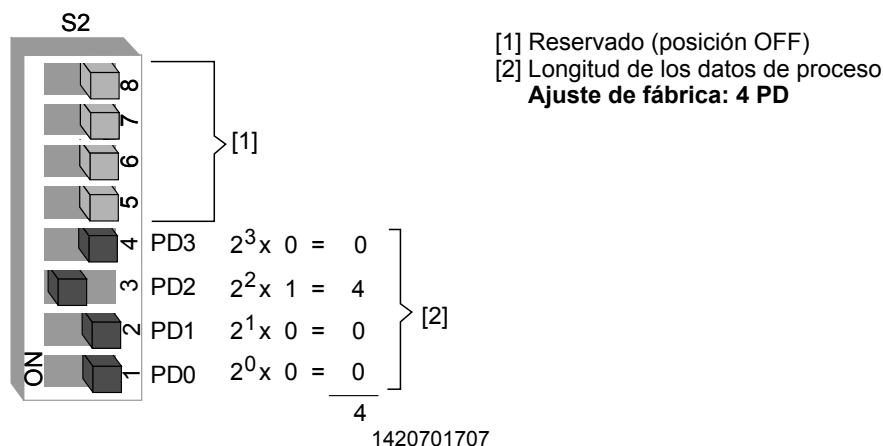 S2
[1] Reservado (posición OFF)
[2] Longitud de los datos de proceso
Ajuste de fábrica: 4 PD
8
7
6
5
[1]
4 PD3 2³ x 0 = 0
3 PD2 2² x 1 = 4
2 PD1 2¹ x 0 = 0
1 PD0 2⁰ x 0 = 0
[2]
ON
4
1420701707